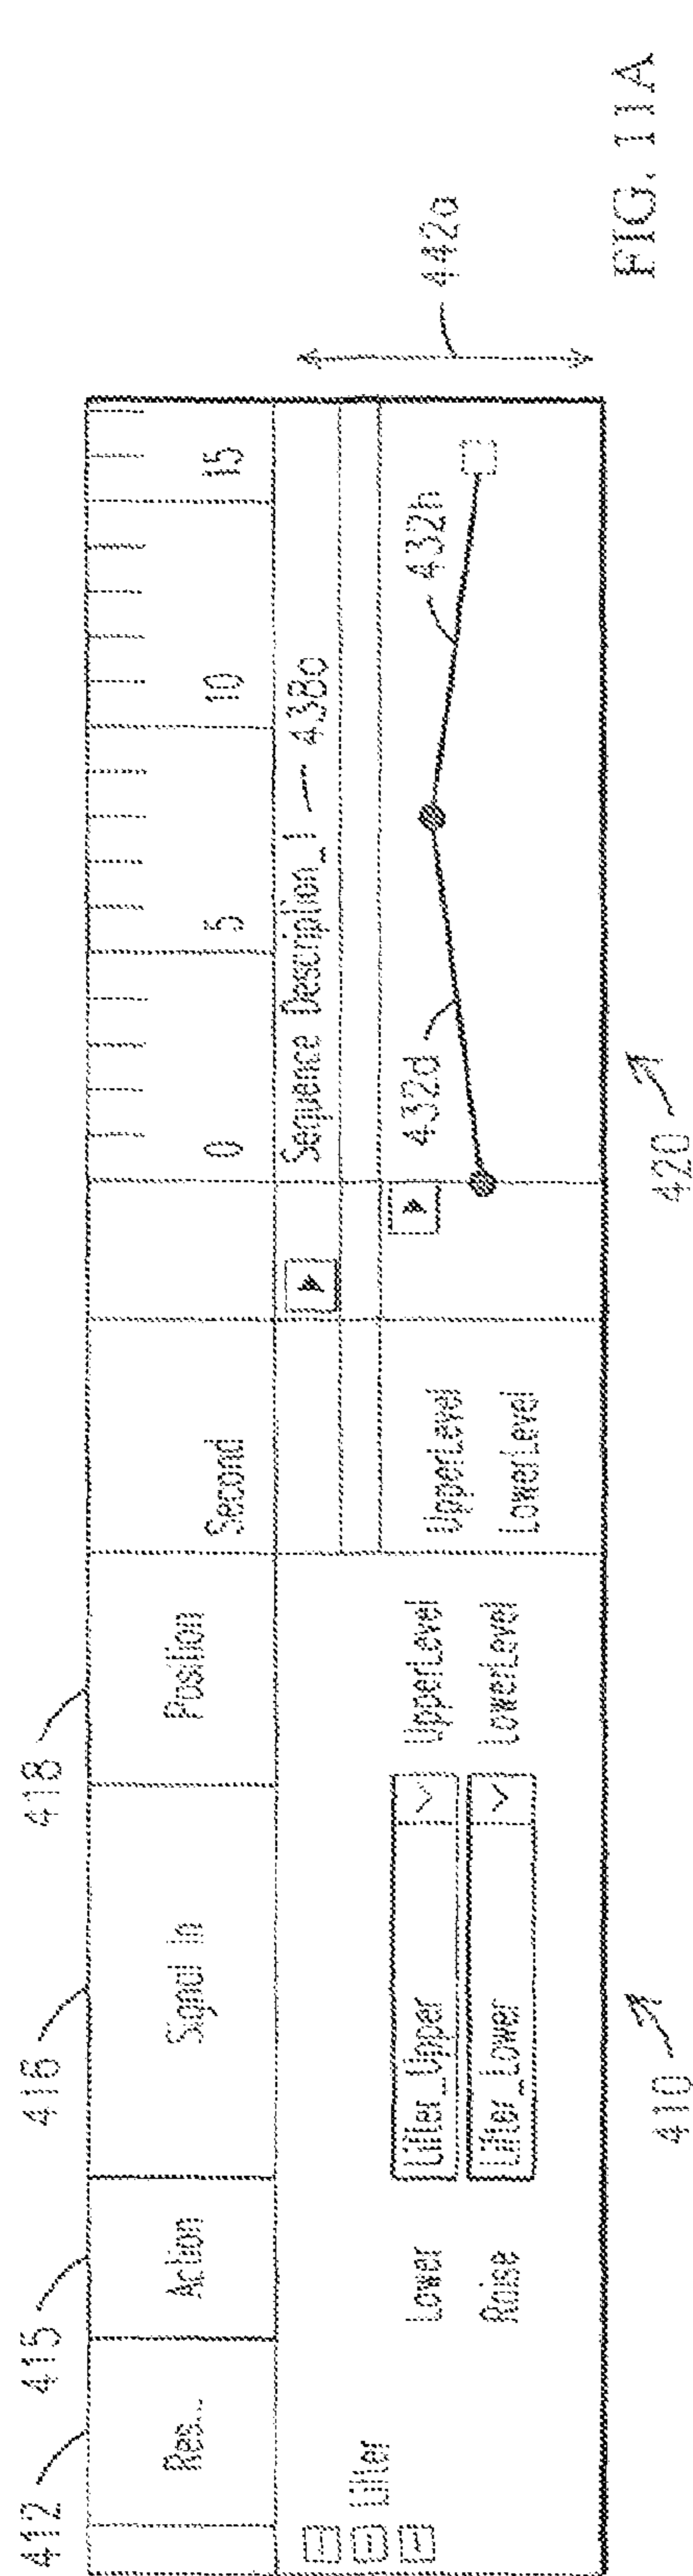 412 415 416 418
Res... Action Signal In Position Second 0 5 10 15
Sequence Description_1 438a
Lifter
Lower Lifter_Upper UpperLevel UpperLevel 432d 432h 442a
Raise Lifter_Lower LowerLevel LowerLevel
410 420
FIG. 11A